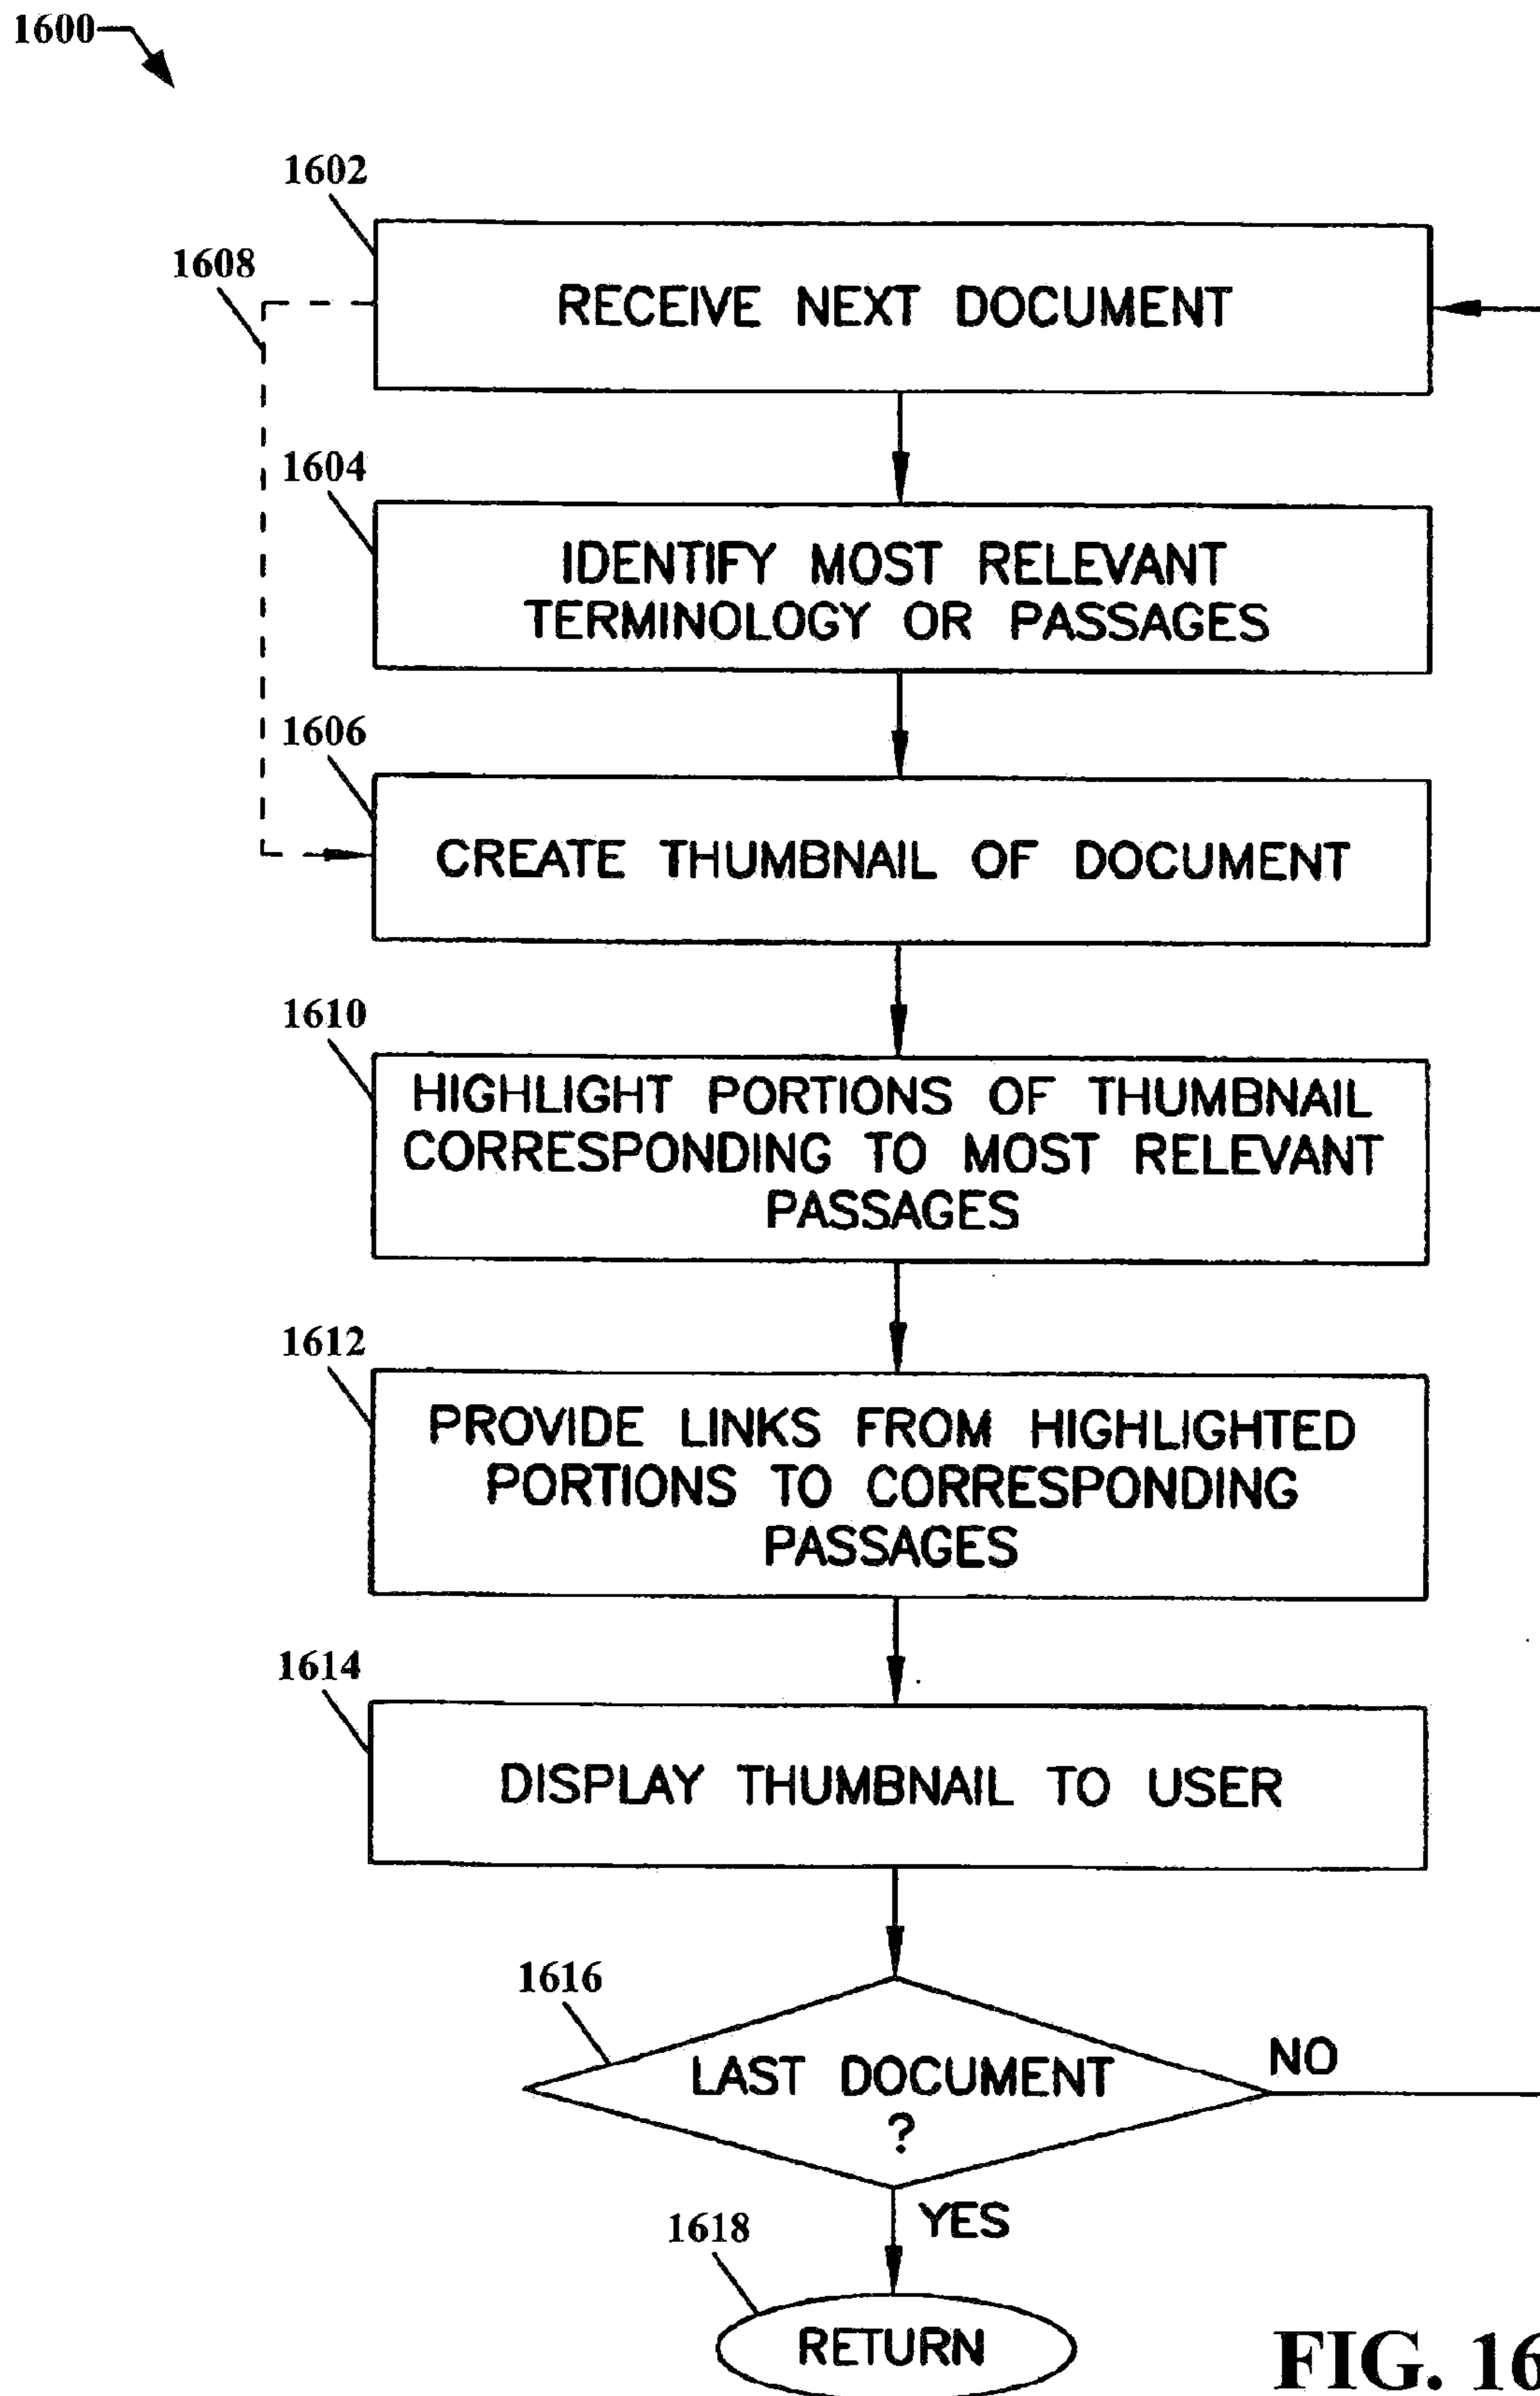 1600
1602
1608
RECEIVE NEXT DOCUMENT
1604
IDENTIFY MOST RELEVANT
TERMINOLOGY OR PASSAGES
1606
CREATE THUMBNAIL OF DOCUMENT
1610
HIGHLIGHT PORTIONS OF THUMBNAIL
CORRESPONDING TO MOST RELEVANT
PASSAGES
1612
PROVIDE LINKS FROM HIGHLIGHTED
PORTIONS TO CORRESPONDING
PASSAGES
1614
DISPLAY THUMBNAIL TO USER
1616
LAST DOCUMENT
?
NO
YES
1618
RETURN
FIG. 16